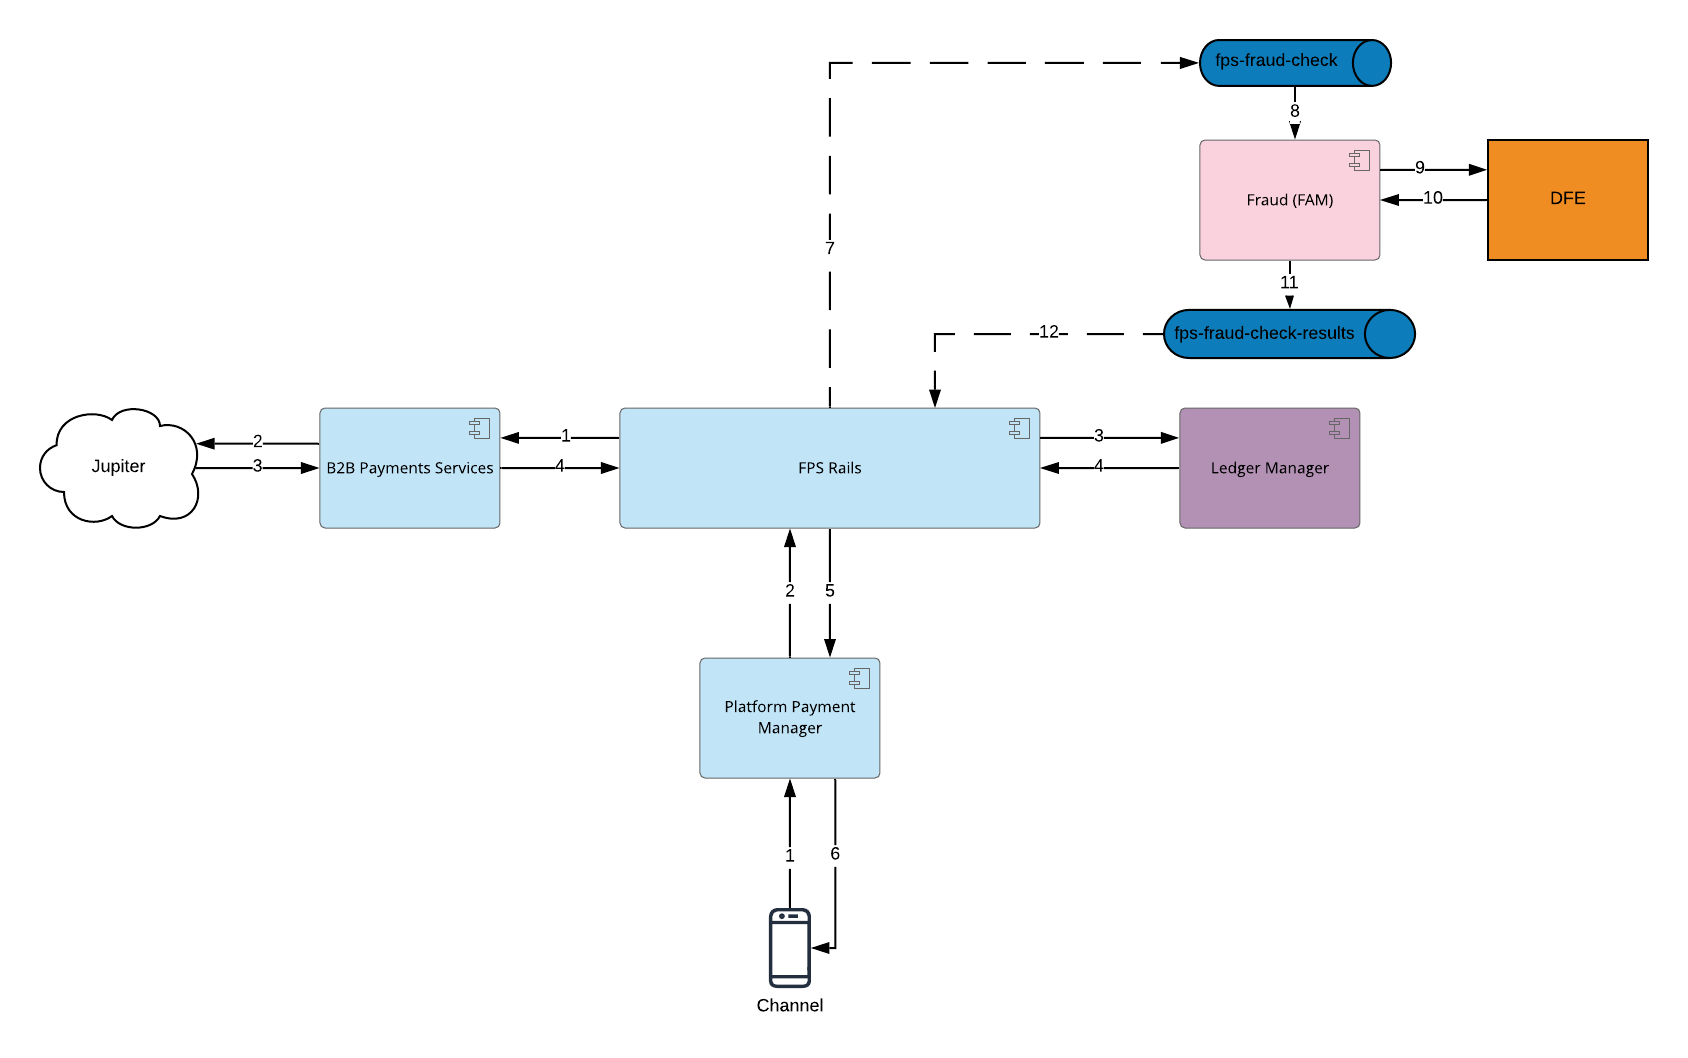 fps-fraud-check
8
9
Fraud (FAM)
10
DFE
7
11
12
fps-fraud-check-results
2
1
3
Jupiter
3
B2B Payments Services
4
FPS Rails
4
Ledger Manager
2
5
Platform Payment
Manager
1
6
Channel